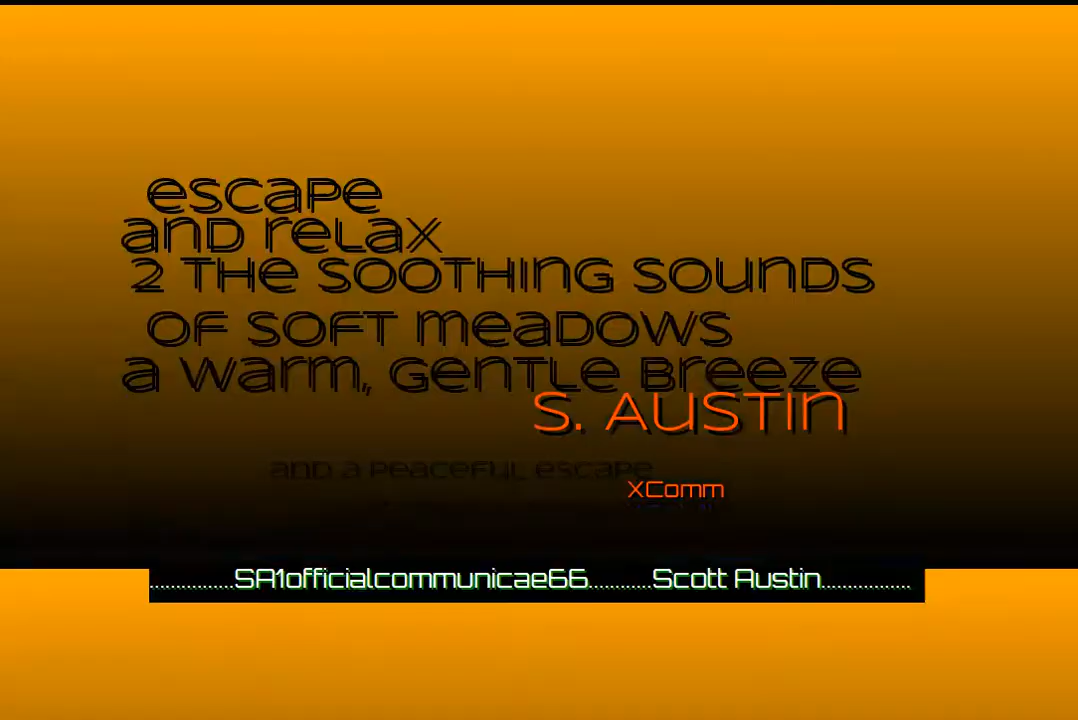 escape
and relax
2 THe SOOTHING SOUNDS
OF SOFT meadows
a warm, Gentle Breeze
S. Austin
and a peaceful escape
XComm
...............SA1officialcommunicae66...........Scott Austin................